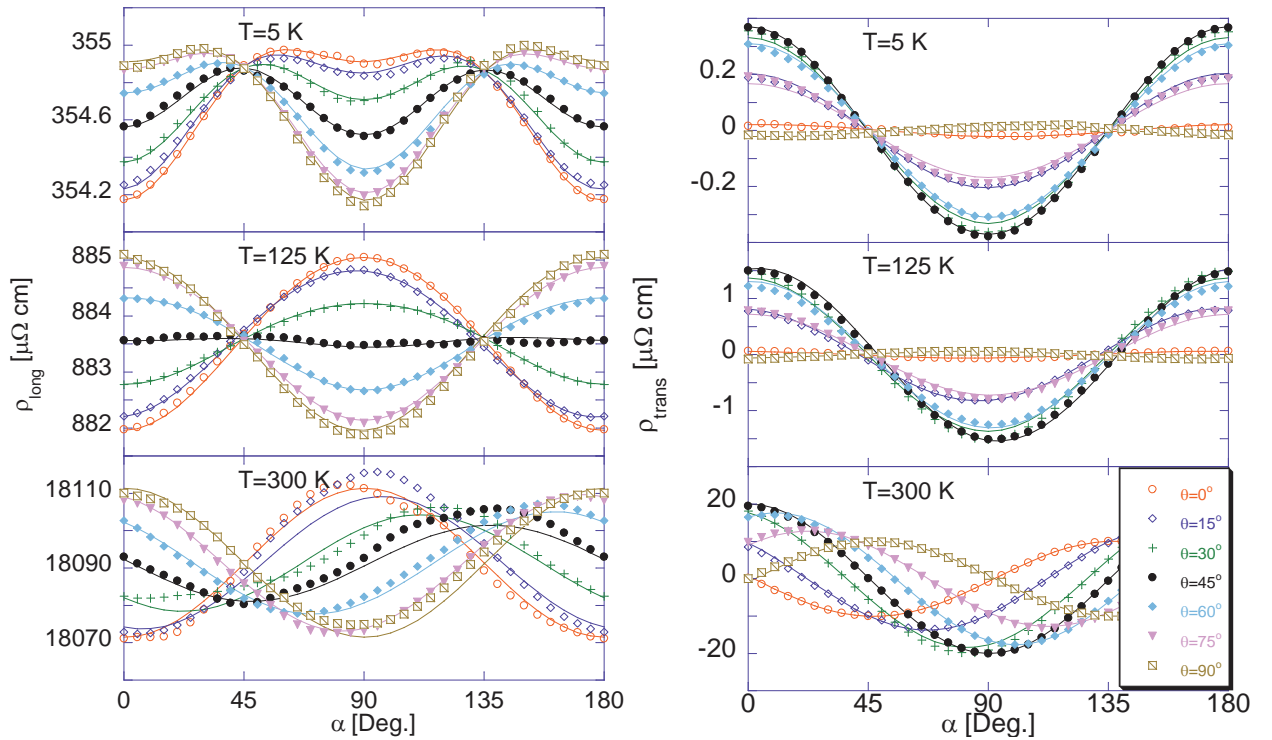 T=5 K
355
354.6
354.2
T=125 K
885
884
883
882
T=300 K
18110
18090
18070
ρlong [μΩ cm]
0 45 90 135 180
α [Deg.]
T=5 K
0.2
0
-0.2
T=125 K
1
0
-1
T=300 K
20
0
-20
ρtrans [μΩ cm]
0 45 90 135 180
α [Deg.]
θ=0°
θ=15°
θ=30°
θ=45°
θ=60°
θ=75°
θ=90°